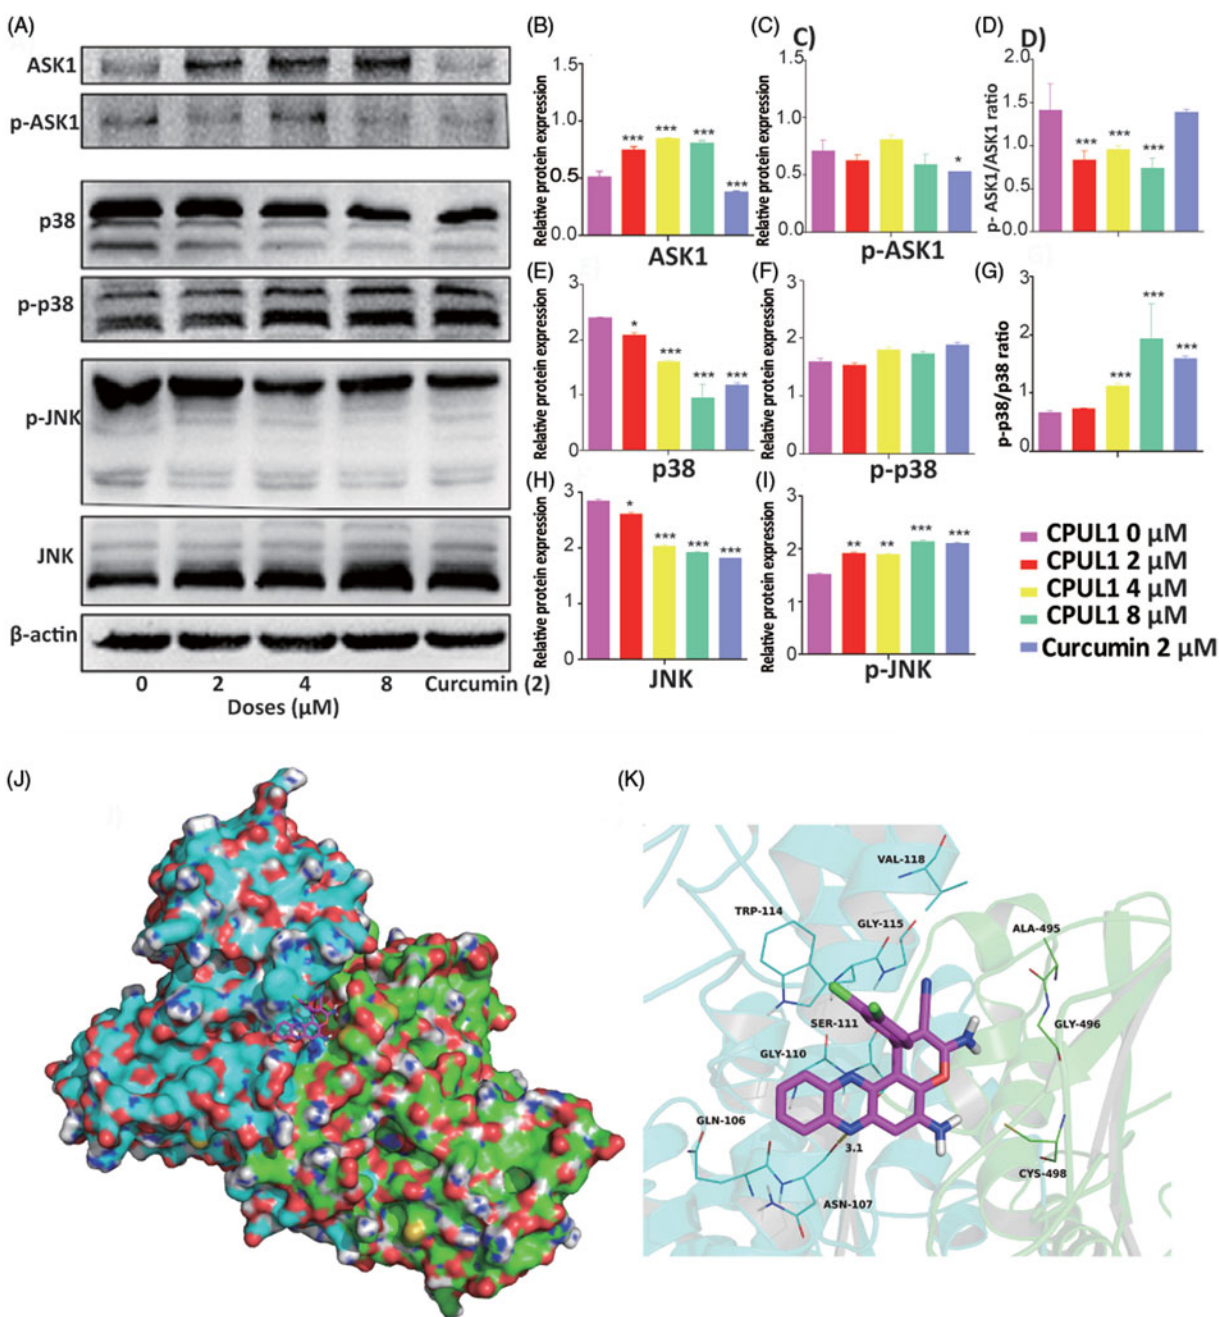 (A)
ASK1
p-ASK1
p38
p-p38
p-JNK
JNK
β-actin
0 2 4 8 Curcumin (2)
Doses (μM)
(B)
Relative protein expression
1.5
1.0
0.5
0.0
*** *** *** ***
ASK1
(C)
C)
Relative protein expression
1.5
1.0
0.5
0.0
*
p-ASK1
(D)
D)
p- ASK1/ASK1 ratio
2.0
1.5
1.0
0.5
0.0
*** *** ***
(E)
Relative protein expression
3
2
1
0
* *** *** ***
p38
(F)
Relative protein expression
3
2
1
0
p-p38
(G)
p-p38/p38 ratio
3
2
1
0
*** *** ***
(H)
Relative protein expression
3
2
1
0
* *** *** ***
JNK
(I)
Relative protein expression
3
2
1
0
** ** *** ***
p-JNK
CPUL1 0 μM
CPUL1 2 μM
CPUL1 4 μM
CPUL1 8 μM
Curcumin 2 μM
(J)
(K)
VAL-118
TRP-114
GLY-115
ALA-495
SER-111
GLY-496
GLY-110
GLN-106
3.1
CYS-498
ASN-107